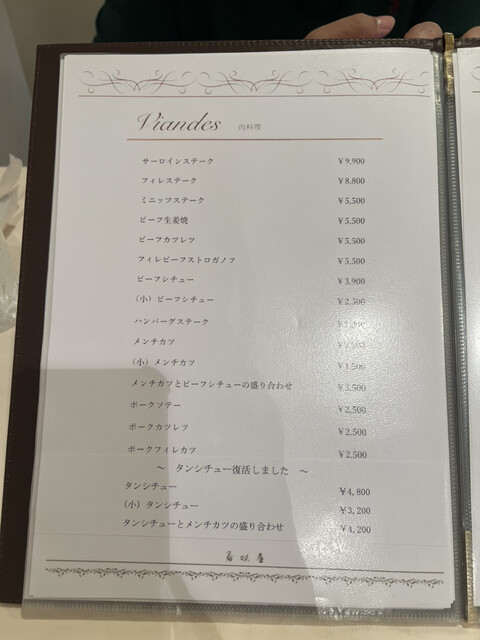 Viandes 肉料理
サーロインステーク ￥9,900
フィレステーク ￥8,800
ミニッツステーク ￥5,500
ビーフ生姜焼 ￥5,500
ビーフカツレツ ￥5,500
フィレビーフストロガノフ ￥5,500
ビーフシチュー ￥3,900
（小）ビーフシチュー ￥2,300
ハンバーグステーク
メンチカツ
（小）メンチカツ ￥1,500
メンチカツとビーフシチューの盛り合わせ ￥3,500
ポークソテー ￥2,500
ポークカツレツ ￥2,500
ポークフィレカツ ￥2,500
～ タンシチュー復活しました ～
タンシチュー ￥4,800
（小）タンシチュー ￥3,200
タンシチューとメンチカツの盛り合わせ ￥4,200